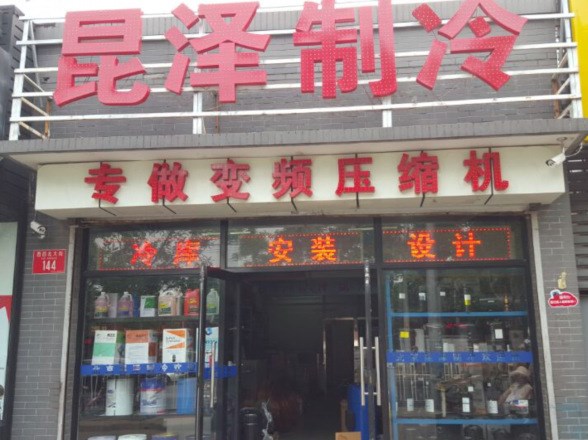 昆泽制冷
专做变频压缩机
冷库 安装 设计
144